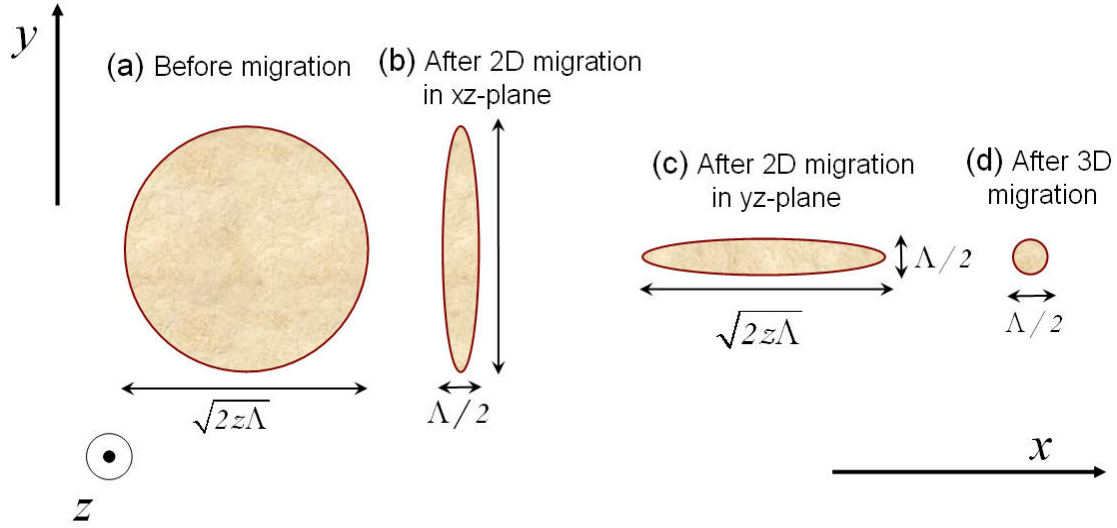 y
(a) Before migration
(b) After 2D migration
in xz-plane
(c) After 2D migration
in yz-plane
(d) After 3D
migration
√2zΛ
Λ/2
Λ/2
√2zΛ
Λ/2
z
x